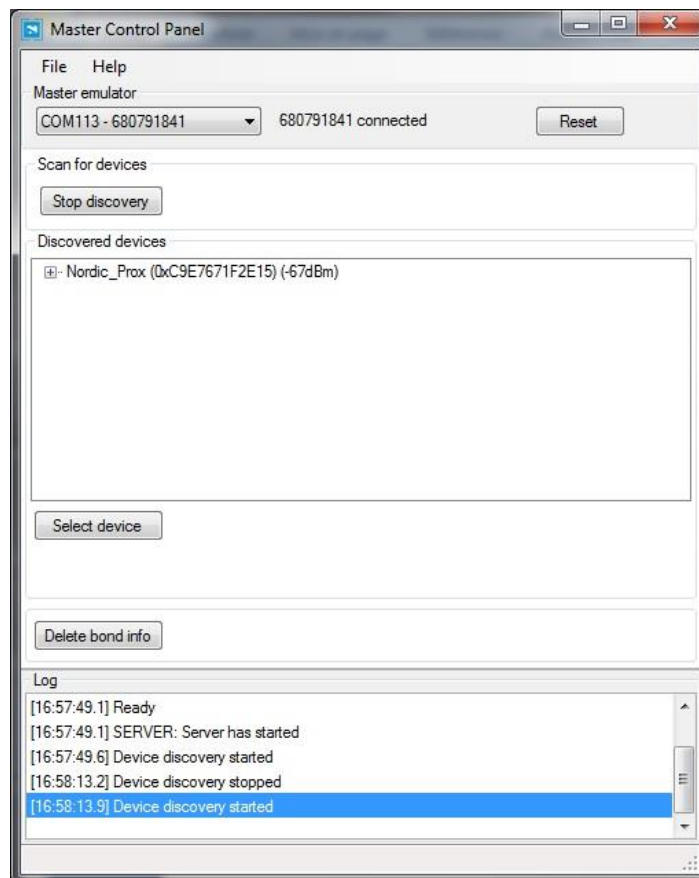 Master Control Panel
File Help
Master emulator
COM113 - 680791841 680791841 connected Reset
Scan for devices
Stop discovery
Discovered devices
Nordic_Prox (0xC9E7671F2E15) (-67dBm)
Select device
Delete bond info
Log
[16:57:49.1] Ready
[16:57:49.1] SERVER: Server has started
[16:57:49.6] Device discovery started
[16:58:13.2] Device discovery stopped
[16:58:13.9] Device discovery started